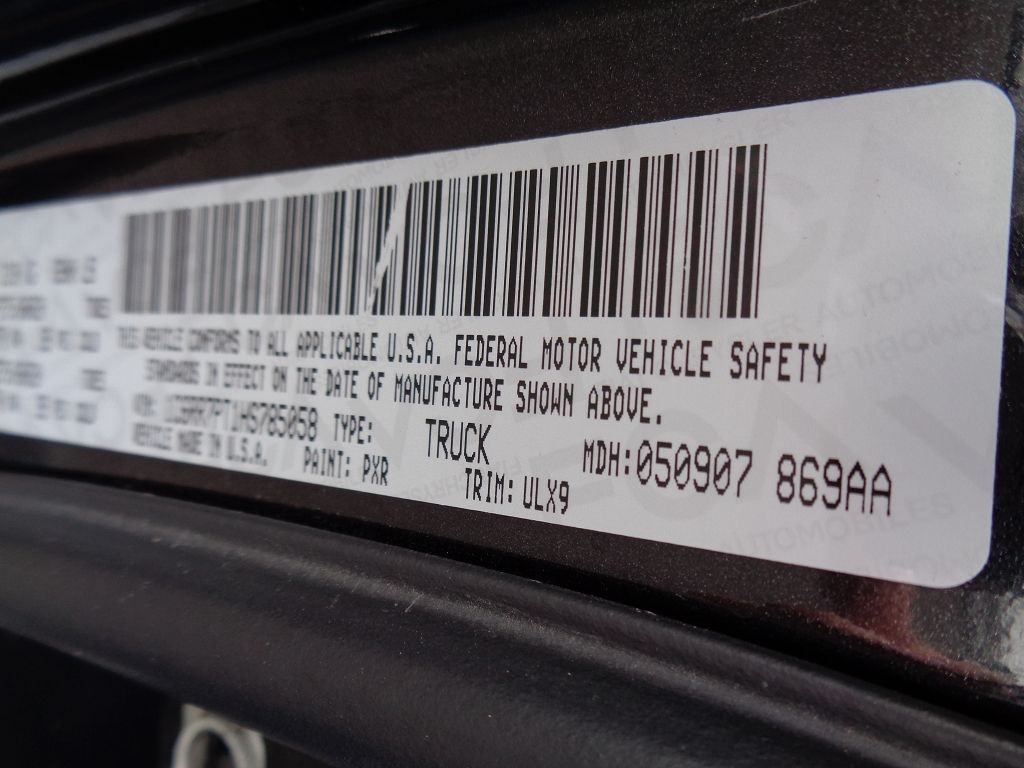 THIS VEHICLE CONFORMS TO ALL APPLICABLE U.S.A. FEDERAL MOTOR VEHICLE SAFETY
STANDARDS IN EFFECT ON THE DATE OF MANUFACTURE SHOWN ABOVE.
VIN: 1C6RR7PT1HS785058 TYPE: TRUCK MDH:050907 869AA
VEHICLE MADE IN U.S.A. PAINT: PXR TRIM: ULX9
AUTOMOBILES